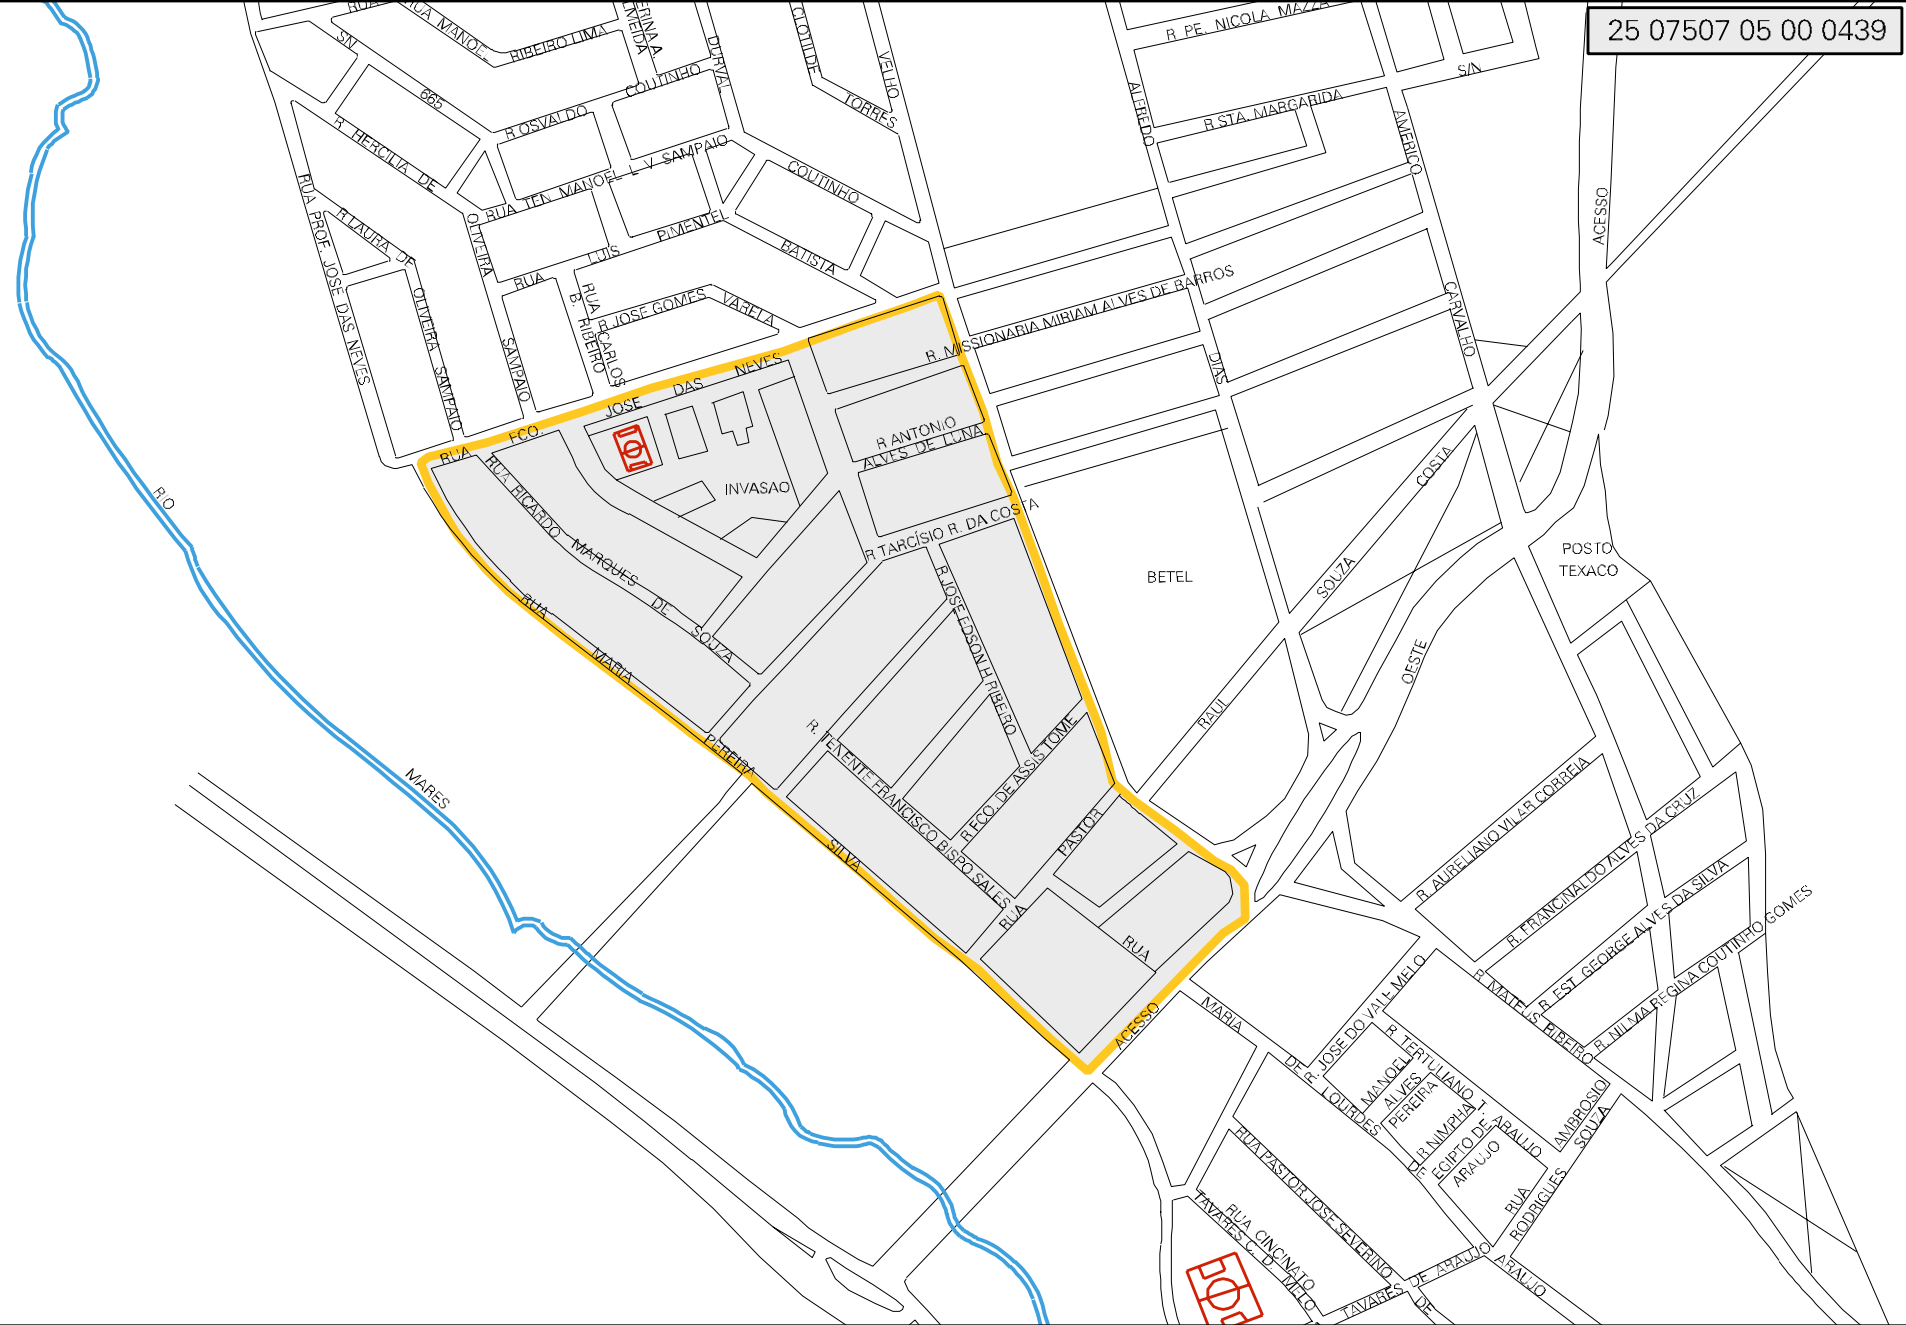 25 07507 05 00 0439
RUA MANOEL
RIBEIRO LIMA
CLOTILDE
TORRES
VELHO
DURVAL
COUTINHO
R PE. NICOLA MAZZA
S/N
SN
665
R OSVALDO
COUTINHO
ALFREDO
R STA. MARGARIDA
AMERICO
R HERCILIA DE
OLIVEIRA
SAMPAIO
RUA TEN MANOEL L V SAMPAIO
RUA PROF. JOSE DAS NEVES
R LAURA DE
OLIVEIRA
SAMPAIO
RUA LUIS PIMENTEL
BATISTA
ACESSO
RUA
B. RIBEIRO
R JOSE GOMES VARELA
R CARLOS
R. MISSIONARIA MIRIAM ALVES DE BARROS
CARVALHO
DIAS
RUA FCO. JOSE DAS NEVES
R ANTONIO
ALVES DE LUNA
INVASAO
RUA RICARDO MARQUES DE SOUZA
R TARCÍSIO R. DA COSTA
RIO
MARES
BETEL
RAUL SOUZA COSTA
POSTO
TEXACO
OESTE
R JOSE EDSON H RIBEIRO
RUA MARIA PEREIRA SILVA
R. TENENTE FRANCISCO BISPO SALES
R FCO. DE ASSIS TOME
RUA PASTOR
RUA
ACESSO
R. AURELIANO VILAR CORREIA
R. FRANCINALDO ALVES DA CRUZ
R. EST. GEORGE ALVES DA SILVA
R. NILMA REGINA COUTINHO GOMES
R MATEUS RIBEIRO
R. JOSE DO VALE MELO
MARIA DE LOURDES
R TERTULIANO T. ARAUJO
MANOEL
ALVES
PEREIRA
R NIMPHA
DE EGIPTO DE
ARAUJO
AMBROSIO
SOUZA
RUA
RODRIGUES
RUA PASTOR JOSE SEVERINO
RUA CINCINATO
TAVARES C. D. MELO
TAVARES DE ARAUJO
ARAUJO
DE